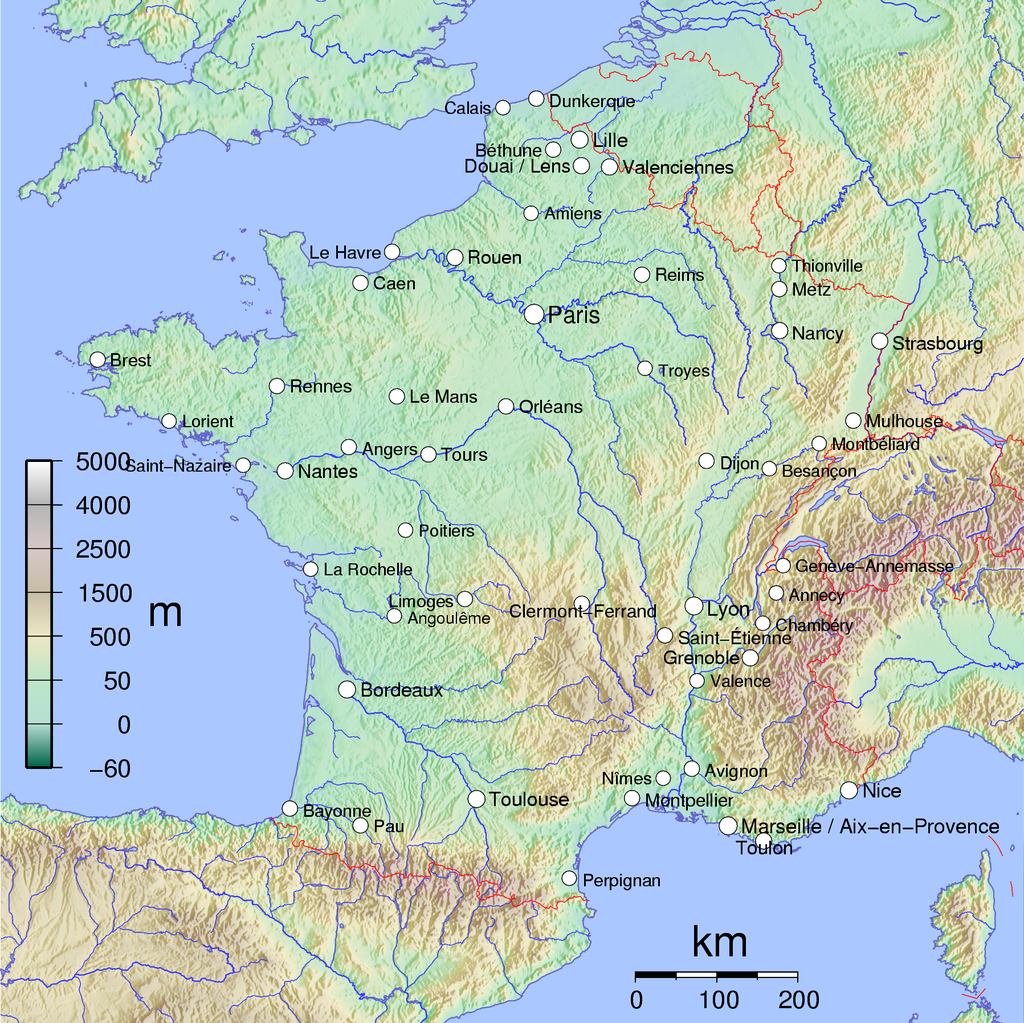 Calais
Dunkerque
Lille
Béthune
Douai / Lens
Valenciennes
Amiens
Le Havre
Rouen
Caen
Reims
Thionville
Metz
Paris
Nancy
Strasbourg
Brest
Troyes
Rennes
Le Mans
Orléans
Lorient
Mulhouse
Angers
Montbéliard
Tours
Saint-Nazaire
Nantes
Dijon
Besançon
5000
4000
2500
1500
500
50
0
-60
m
Poitiers
La Rochelle
Genève-Annemasse
Annecy
Limoges
Angoulême
Clermont-Ferrand
Lyon
Chambéry
Saint-Étienne
Grenoble
Valence
Bordeaux
Avignon
Nîmes
Nice
Toulouse
Montpellier
Bayonne
Pau
Marseille / Aix-en-Provence
Toulon
Perpignan
km
0 100 200